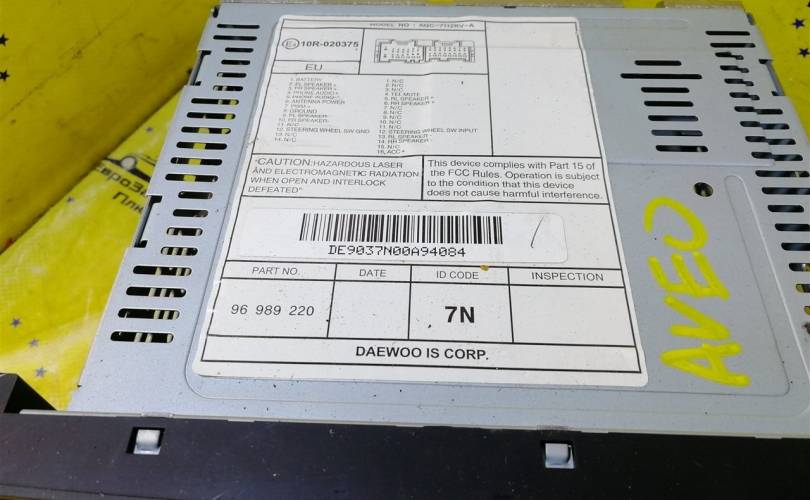 MODEL NO : AGC-7112RV-A
E 10R-020375
EU
1. BATTERY
2. FL SPEAKER +
3. FR SPEAKER +
4. PHONE AUDIO +
5. PHONE AUDIO -
6. ANTENNA POWER
8. GROUND
9. FL SPEAKER-
10. FR SPEAKER-
11. N/C
12. STEERING WHEEL SW GND
13. N/C
14. N/C
1. N/C
2. N/C
3. N/C
4. TEL MUTE
5. RL SPEAKER +
6. RR SPEAKER +
7. N/C
8. N/C
9. N/C
10. N/C
11. N/C
12. STEERING WHEEL SW INPUT
13. RL SPEAKER-
14. RR SPEAKER-
15. N/C
16. ACC+
"CAUTION:HAZARDOUS LASER
AND ELECTROMAGNETIC RADIATION
WHEN OPEN AND INTERLOCK
DEFEATED"
This device complies with Part 15 of
the FCC Rules. Operation is subject
to the condition that this device
does not cause harmful interference.
DE9037N00A94084
PART NO. DATE ID CODE INSPECTION
96 989 220 7N
DAEWOO IS CORP.
AVEO